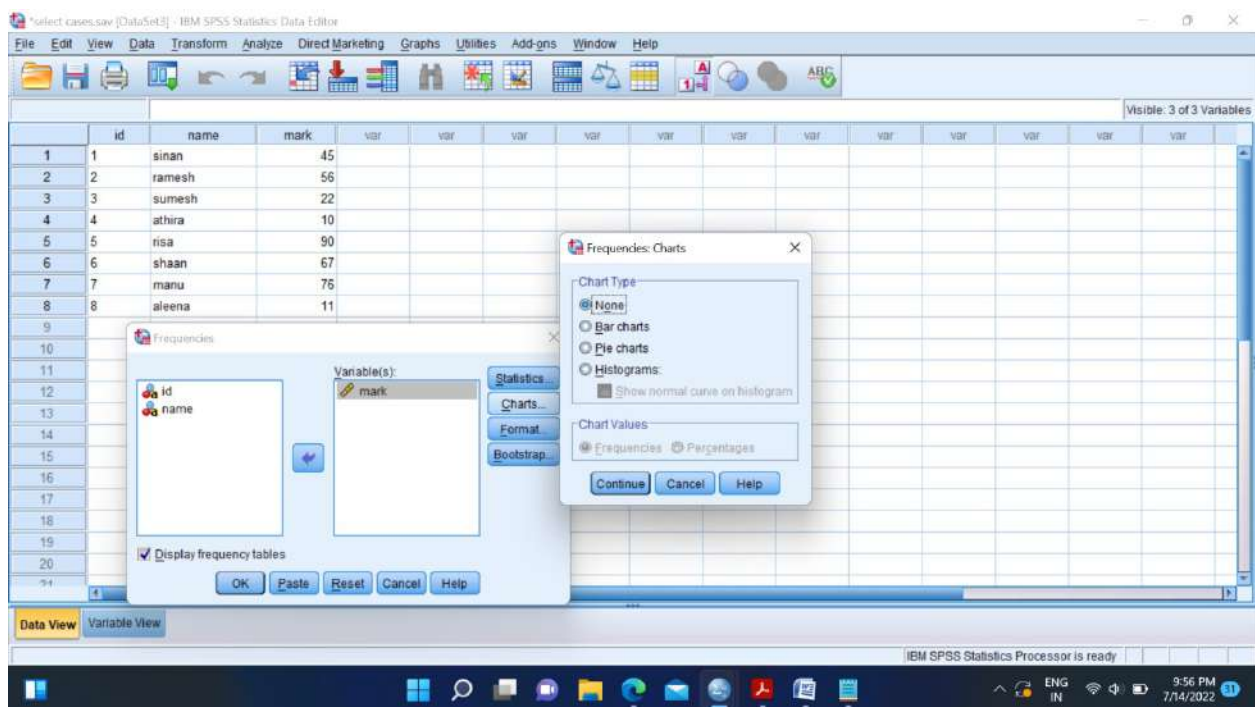 *select cases.sav [DataSet3] - IBM SPSS Statistics Data Editor
File Edit View Data Transform Analyze Direct Marketing Graphs Utilities Add-ons Window Help
Visible: 3 of 3 Variables
id name mark var var var var var var var var var var var var
1 1 sinan 45
2 2 ramesh 56
3 3 sumesh 22
4 4 athira 10
5 5 risa 90
6 6 shaan 67
7 7 manu 76
8 8 aleena 11
9
10
11
12
13
14
15
16
17
18
19
20
21
Frequencies
Variable(s):
id
name
mark
Statistics...
Charts...
Format...
Bootstrap...
Display frequency tables
OK Paste Reset Cancel Help
Frequencies: Charts
Chart Type
None
Bar charts
Pie charts
Histograms:
Show normal curve on histogram
Chart Values
Frequencies Percentages
Continue Cancel Help
Data View Variable View
IBM SPSS Statistics Processor is ready
ENG
IN
9:56 PM
7/14/2022
31